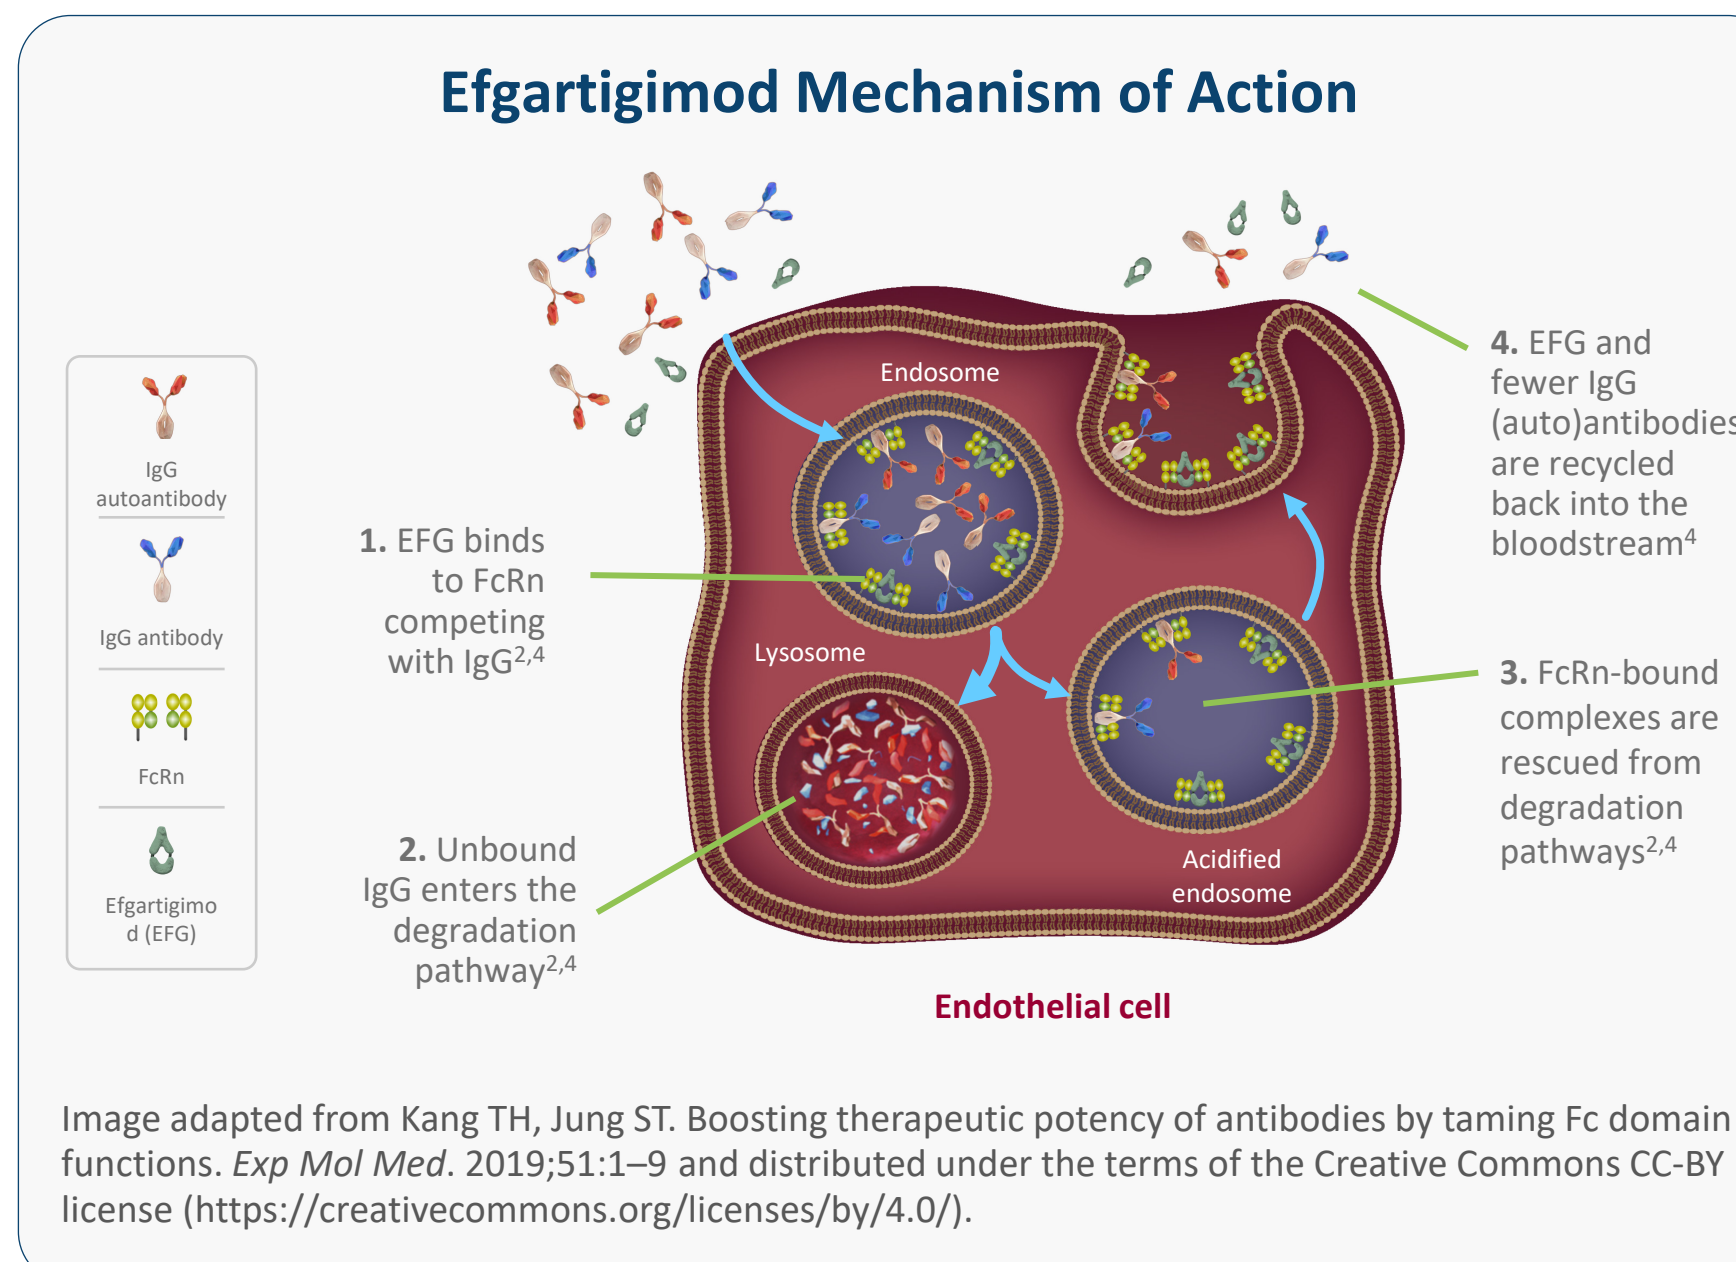 Efgartigimod Mechanism of Action
IgG
autoantibody
IgG antibody
FcRn
Efgartigimo
d (EFG)
1. EFG binds
to FcRn
competing
with IgG2,4
2. Unbound
IgG enters the
degradation
pathway2,4
Endosome
Lysosome
Acidified
endosome
Endothelial cell
4. EFG and
fewer IgG
(auto)antibodies
are recycled
back into the
bloodstream4
3. FcRn-bound
complexes are
rescued from
degradation
pathways2,4
Image adapted from Kang TH, Jung ST. Boosting therapeutic potency of antibodies by taming Fc domain
functions. Exp Mol Med. 2019;51:1–9 and distributed under the terms of the Creative Commons CC-BY
license (https://creativecommons.org/licenses/by/4.0/).